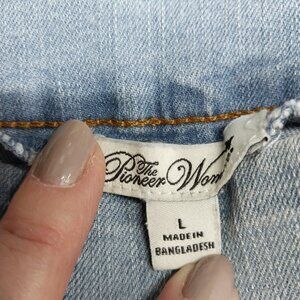 The
Pioneer Wom
L
MADE IN
BANGLADESH